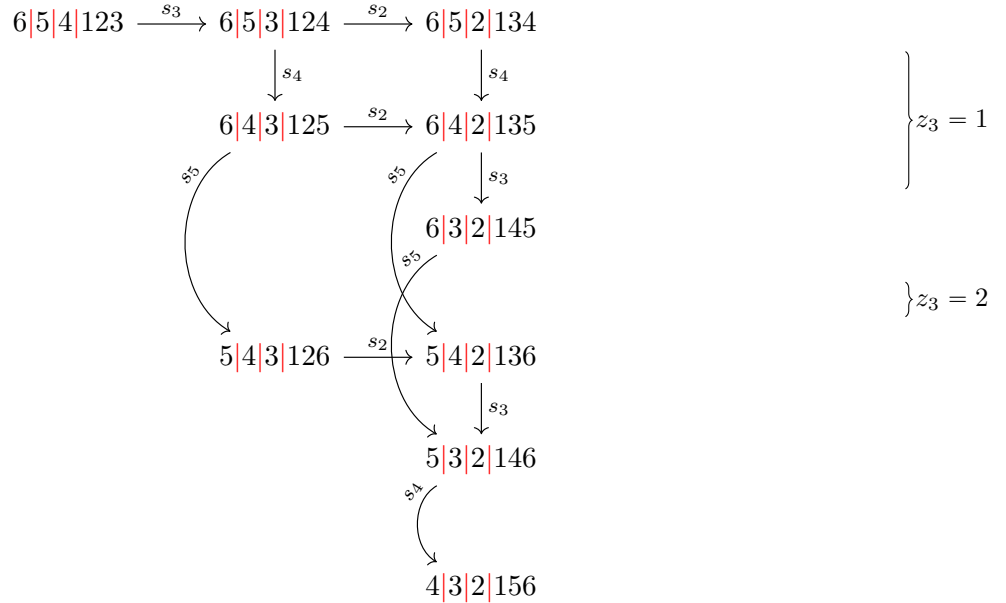 6|5|4|123 s₃ 6|5|3|124 s₂ 6|5|2|134
s₄ s₄
6|4|3|125 s₂ 6|4|2|135 z₃ = 1
s₅ s₅ s₃
6|3|2|145
s₅
z₃ = 2
5|4|3|126 s₂ 5|4|2|136
s₃
5|3|2|146
s₄
4|3|2|156